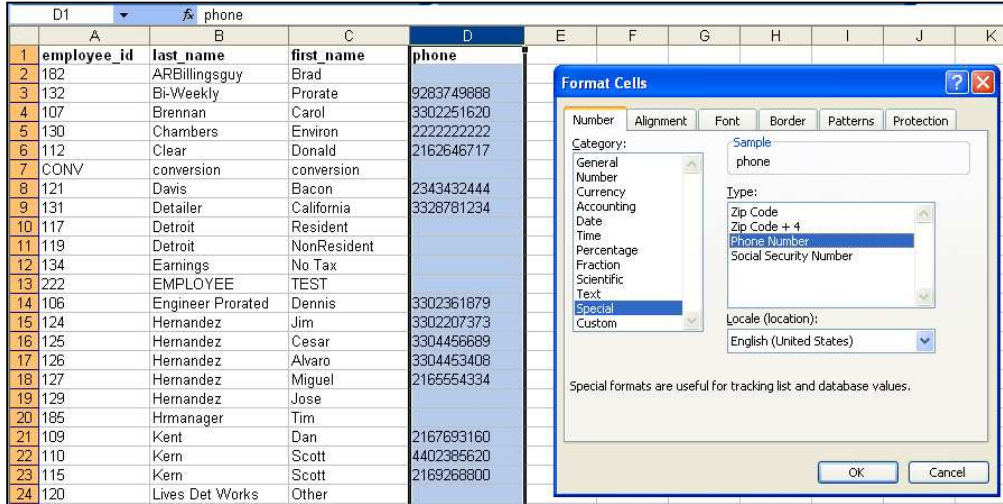 D1 fx phone
A B C D E F G H I J K
1 employee_id last_name first_name phone
2 182 ARBillingsguy Brad
3 132 Bi-Weekly Prorate 9283749888
4 107 Brennan Carol 3302251620
5 130 Chambers Environ 2222222222
6 112 Clear Donald 2162646717
7 CONV conversion conversion
8 121 Davis Bacon 2343432444
9 131 Detailer California 3328781234
10 117 Detroit Resident
11 119 Detroit NonResident
12 134 Earnings No Tax
13 222 EMPLOYEE TEST
14 106 Engineer Prorated Dennis 3302361879
15 124 Hernandez Jim 3302207373
16 125 Hernandez Cesar 3304456689
17 126 Hernandez Alvaro 3304453408
18 127 Hernandez Miguel 2165554334
19 129 Hernandez Jose
20 185 Hrmanager Tim
21 109 Kent Dan 2167693160
22 110 Kern Scott 4402385620
23 115 Kern Scott 2169268800
24 120 Lives Det Works Other
Format Cells
Number Alignment Font Border Patterns Protection
Category:
General
Number
Currency
Accounting
Date
Time
Percentage
Fraction
Scientific
Text
Special
Custom
Sample
phone
Type:
Zip Code
Zip Code + 4
Phone Number
Social Security Number
Locale (location):
English (United States)
Special formats are useful for tracking list and database values.
OK Cancel